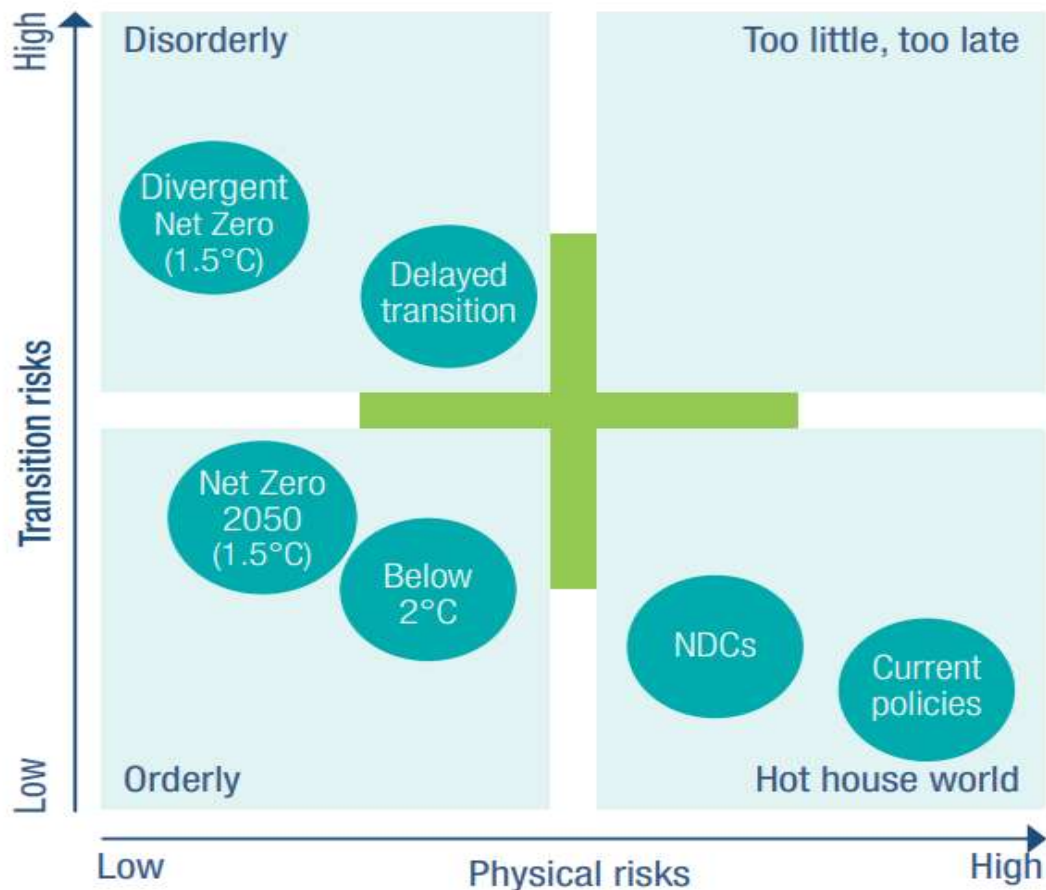 High
Disorderly
Too little, too late
Divergent
Net Zero
(1.5°C)
Delayed
transition
Transition risks
Net Zero
2050
(1.5°C)
Below
2°C
NDCs
Current
policies
Low
Orderly
Hot house world
Low
Physical risks
High